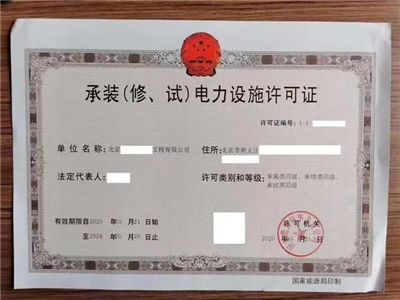 承装(修、试)电力设施许可证
许可证编号: 1-1-
单位名称: 北京 工程有限公司
住所: 北京市顺义区
法定代表人:
许可类别和等级: 承装类四级、承修类四级、
承试类四级
有效期限自2020 年 月21 日始
至2026 年 月20 日止
许可机关
2020 年 月 日
国家能源局印制